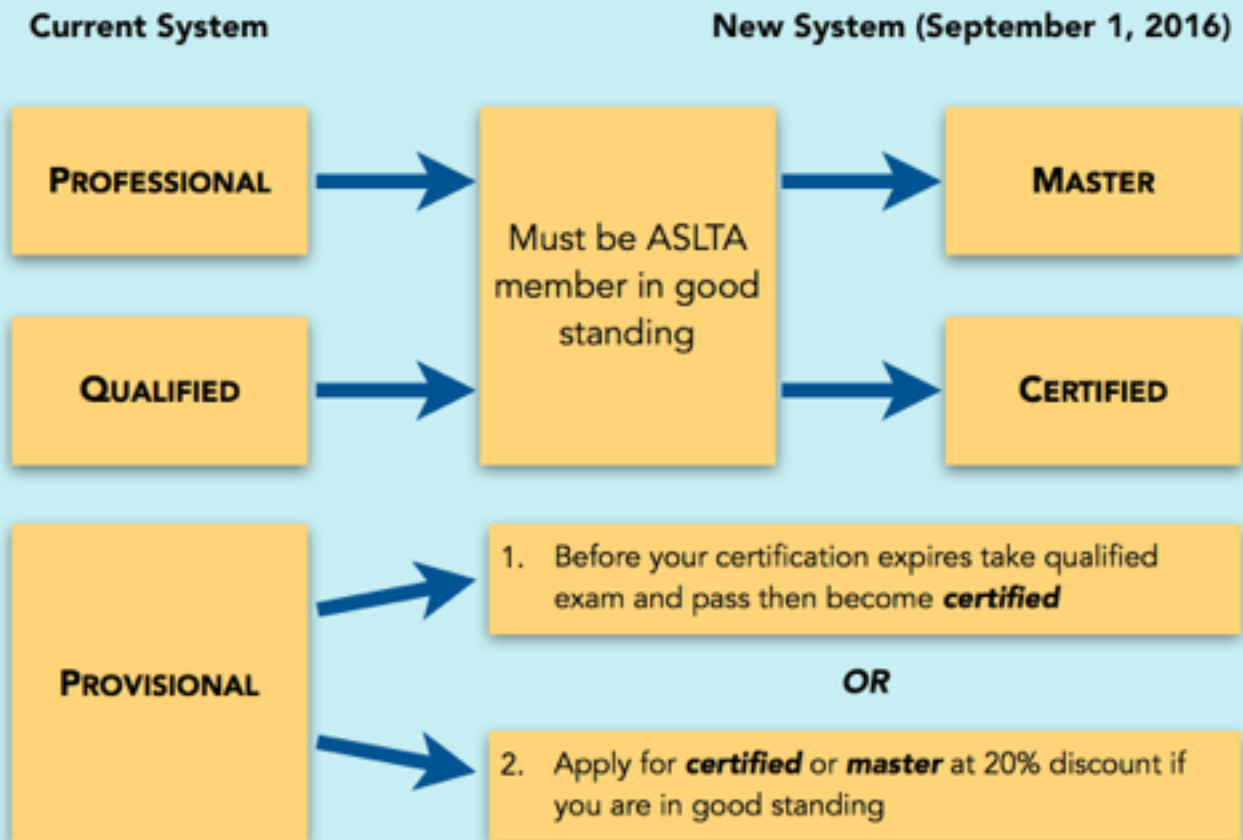 Current System
New System (September 1, 2016)
PROFESSIONAL
Must be ASLTA
member in good
standing
MASTER
QUALIFIED
CERTIFIED
PROVISIONAL
1. Before your certification expires take qualified
exam and pass then become certified
OR
2. Apply for certified or master at 20% discount if
you are in good standing